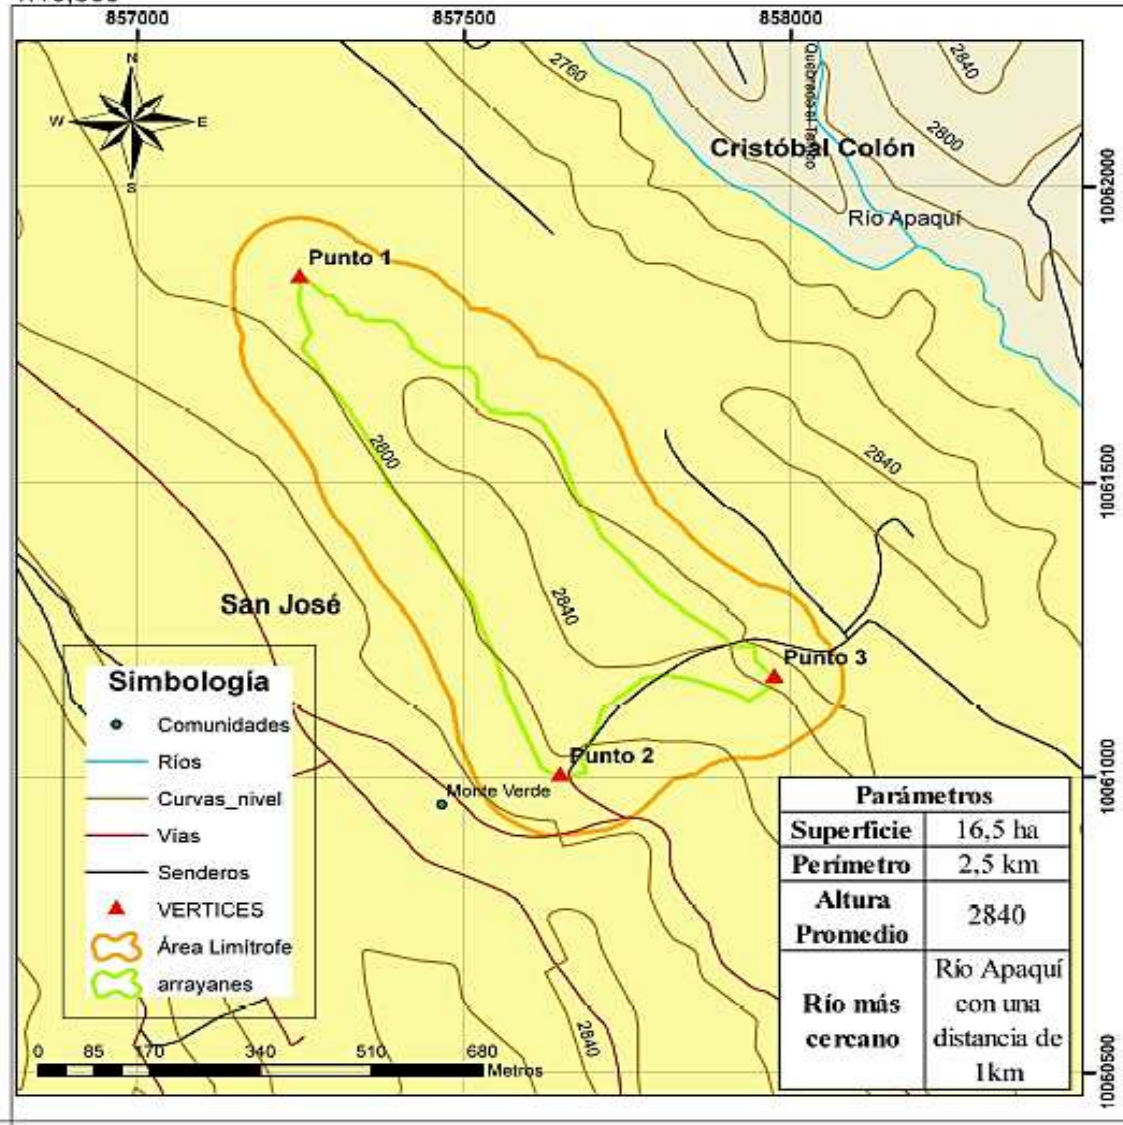 857000
857500
858000
N
W
E
S
2760
2840
2800
Cristóbal Colón
Río Apaquí
10062000
Punto 1
2800
2840
10061500
San José
2840
Punto 3
Simbología
Comunidades
Ríos
Curvas_nivel
Vias
Senderos
VERTICES
Área Limítrofe
arrayanes
Punto 2
Monte Verde
10061000
Parámetros
Superficie 16,5 ha
Perímetro 2,5 km
Altura
Promedio
2840
Río más
cercano
Río Apaquí
con una
distancia de
1km
2840
0 85 170 340 510 680
Metros
10060500